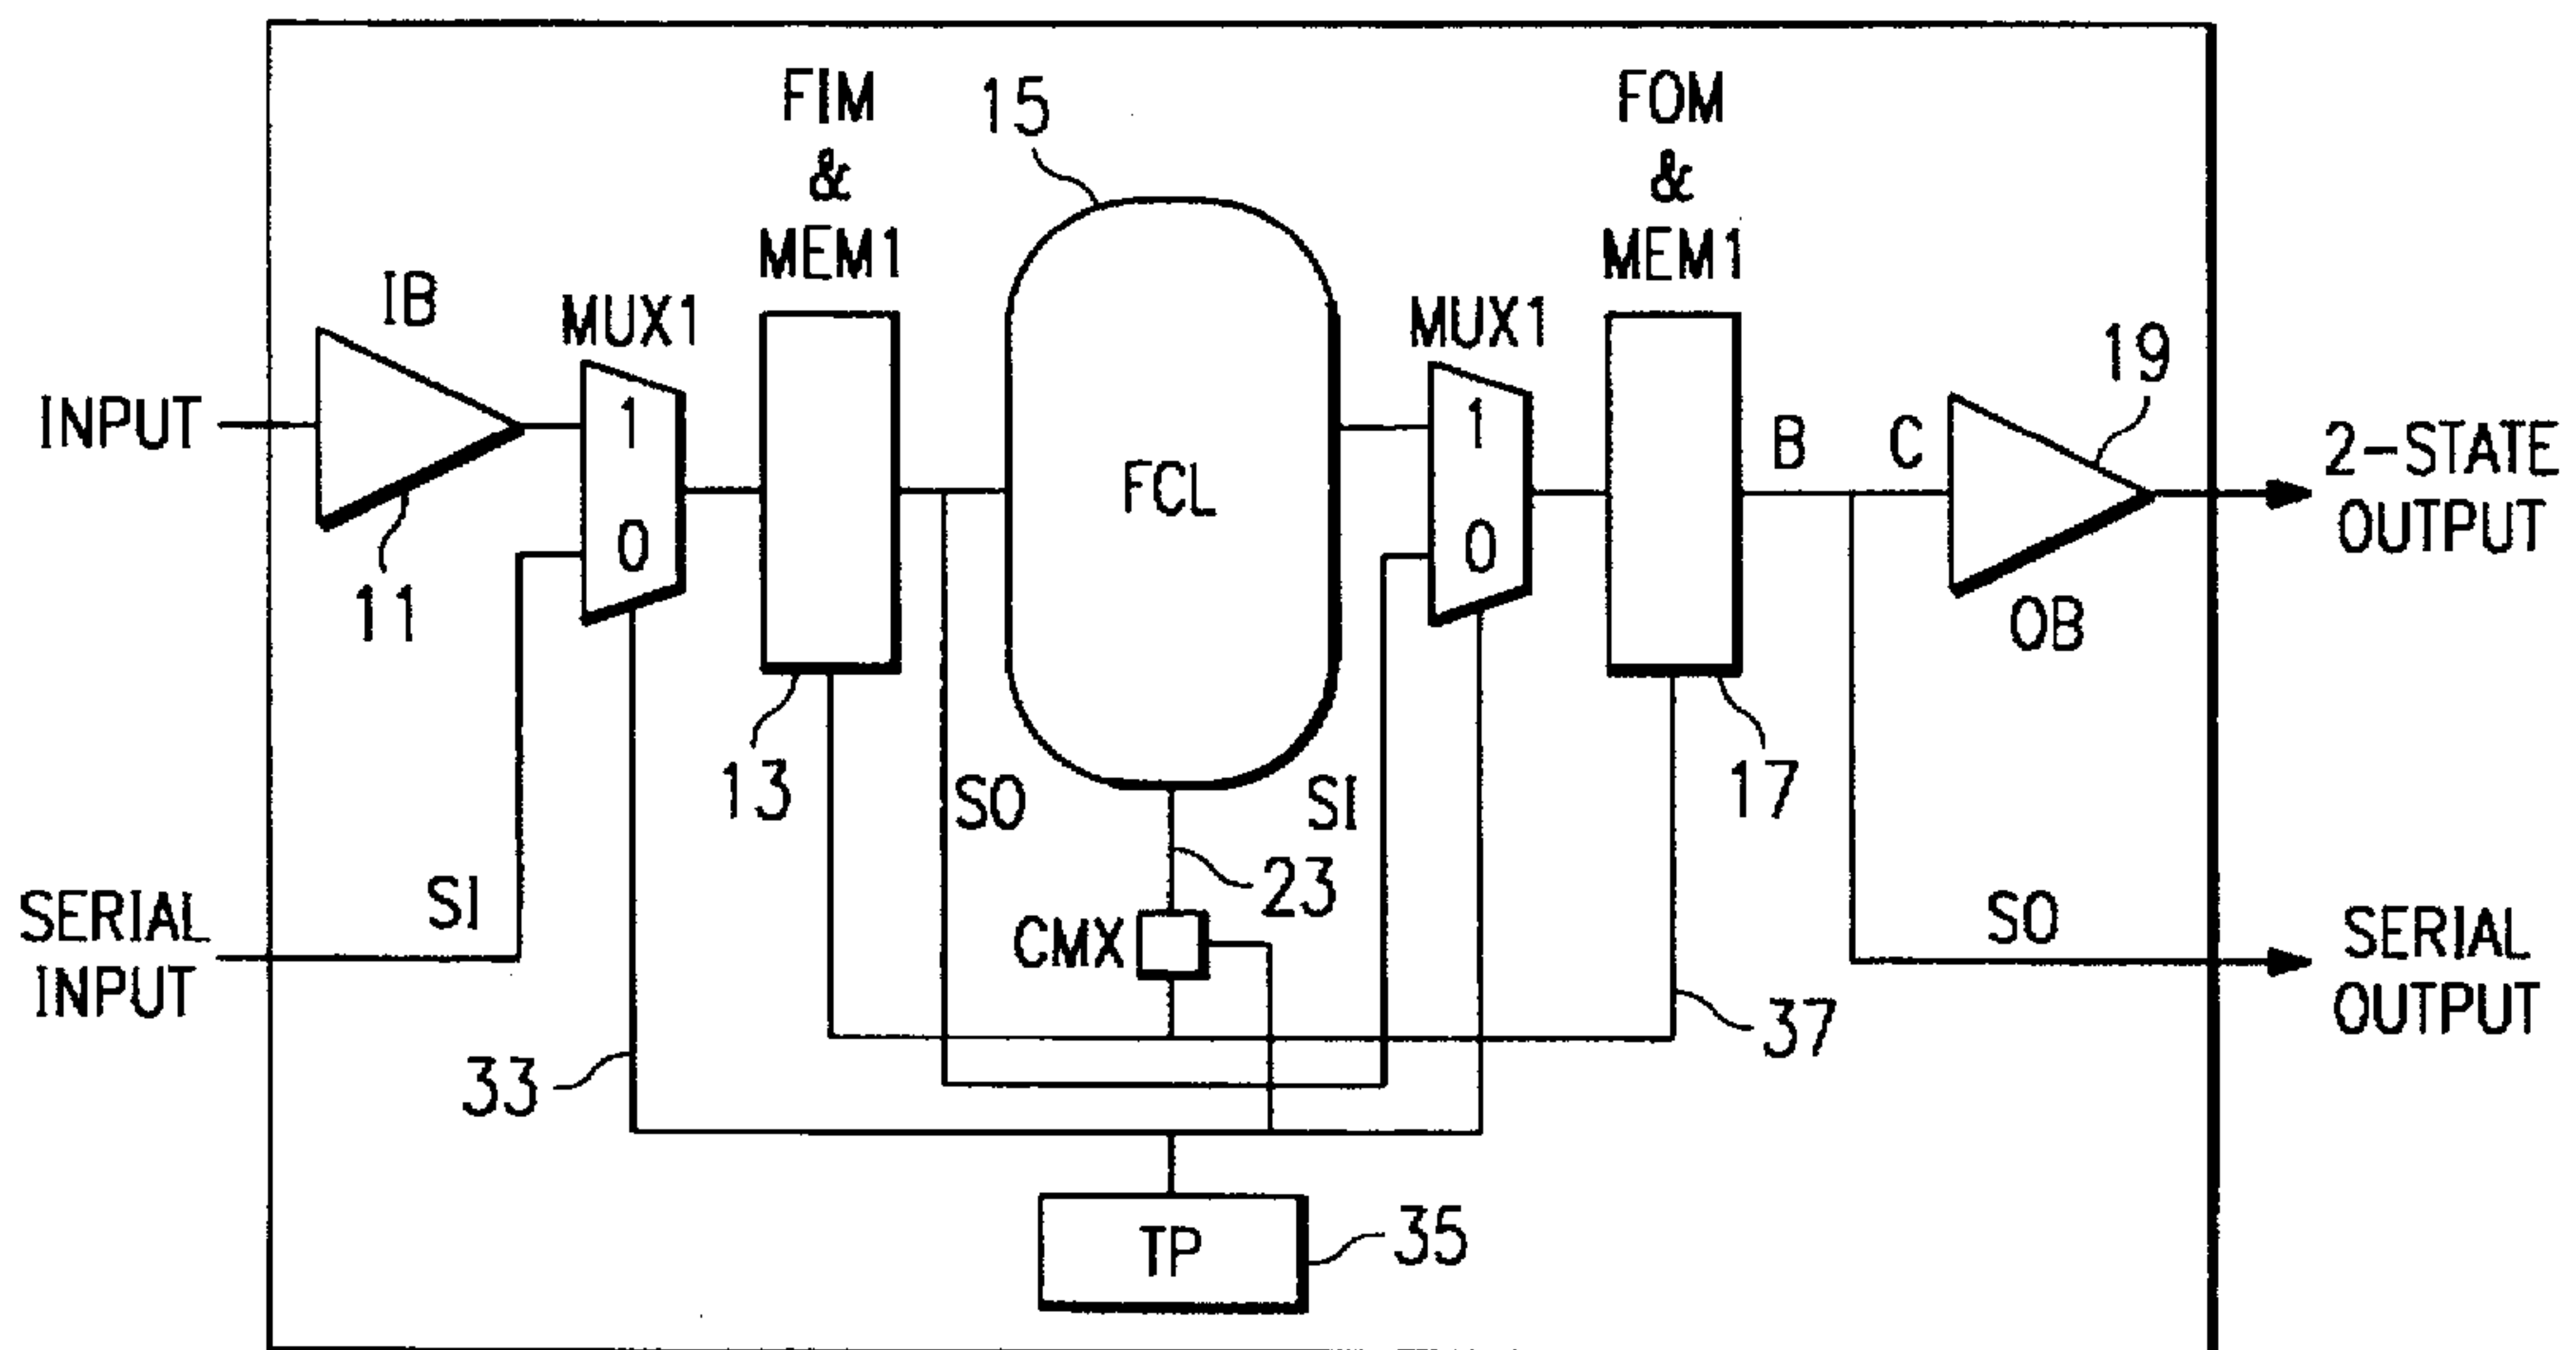 FIM
&
MEM1
15
FOM
&
MEM1
IB
MUX1
MUX1
19
INPUT
1
0
FCL
1
0
B
C
2-STATE
OUTPUT
11
OB
13
SO
SI
17
23
SERIAL
INPUT
SI
CMX
SO
SERIAL
OUTPUT
33
37
TP
35